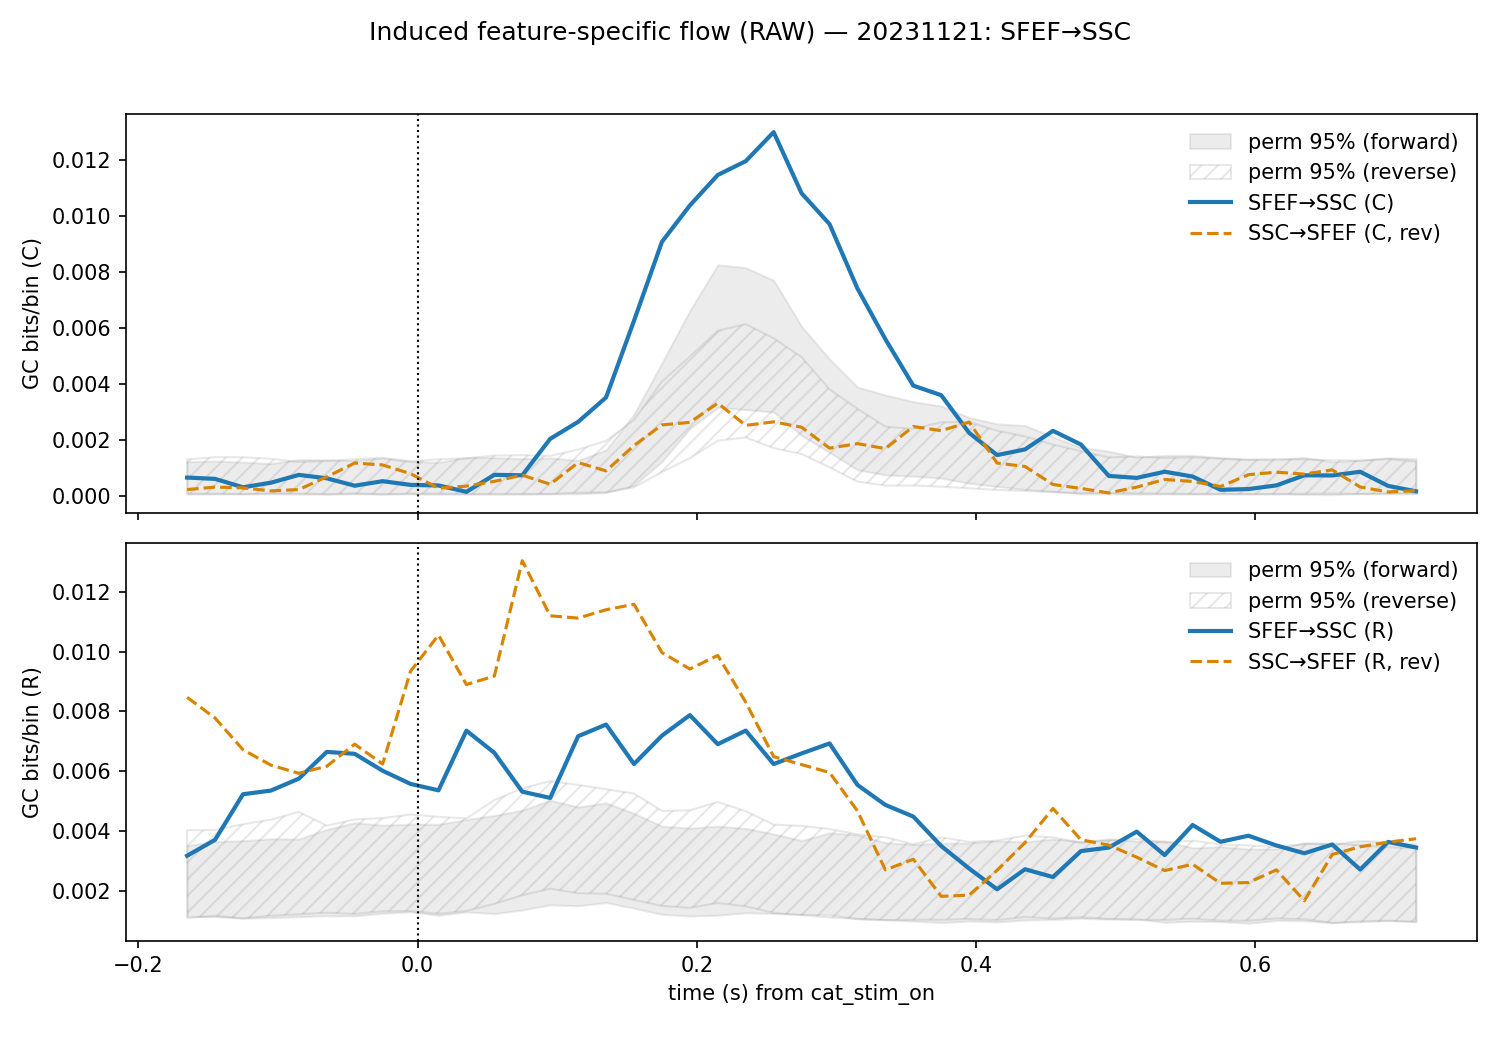 Induced feature-specific flow (RAW) — 20231121: SFEF→SSC
GC bits/bin (C)
0.012
0.010
0.008
0.006
0.004
0.002
0.000
perm 95% (forward)
perm 95% (reverse)
SFEF→SSC (C)
SSC→SFEF (C, rev)
GC bits/bin (R)
0.012
0.010
0.008
0.006
0.004
0.002
perm 95% (forward)
perm 95% (reverse)
SFEF→SSC (R)
SSC→SFEF (R, rev)
−0.2 0.0 0.2 0.4 0.6
time (s) from cat_stim_on